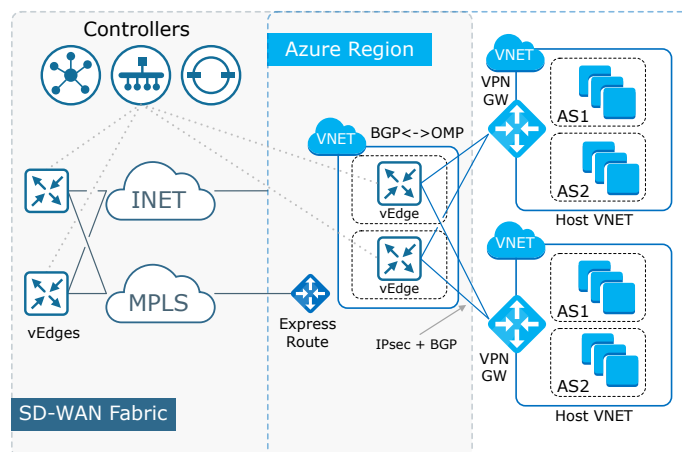 Controllers
Azure Region
VNET
VPN
GW
AS1
AS2
Host VNET
BGP<->OMP
VNET
vEdge
vEdge
INET
MPLS
vEdges
Express
Route
IPsec + BGP
VNET
VPN
GW
AS1
AS2
Host VNET
SD-WAN Fabric